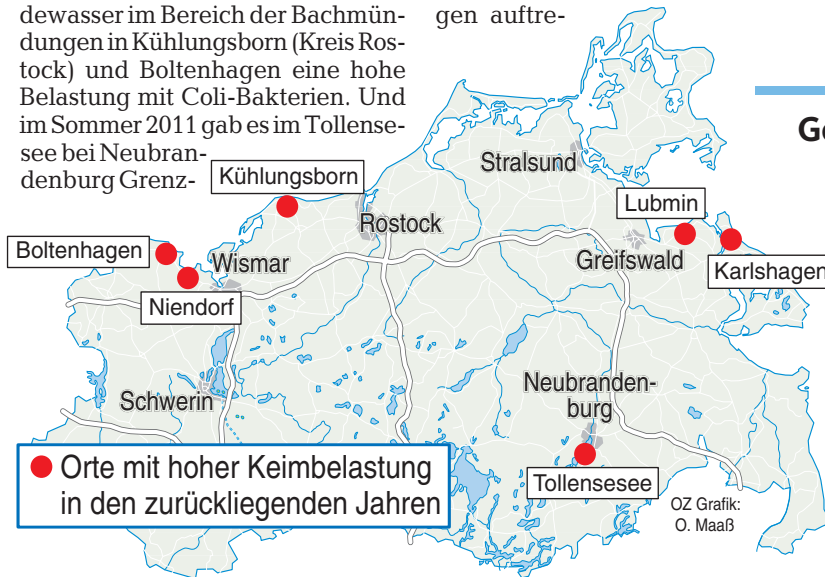 dewasser im Bereich der Bachmün-
dungen in Kühlungsborn (Kreis Ros-
tock) und Boltenhagen eine hohe
Belastung mit Coli-Bakterien. Und
im Sommer 2011 gab es im Tollense-
see bei Neubran-
denburg Grenz-
gen auftre-
Ge
Stralsund
Kühlungsborn
Lubmin
Rostock
Boltenhagen
Wismar
Greifswald
Karlshagen
Niendorf
Schwerin
Neubranden-
burg
Orte mit hoher Keimbelastung
in den zurückliegenden Jahren
Tollensesee
OZ Grafik:
O. Maaß